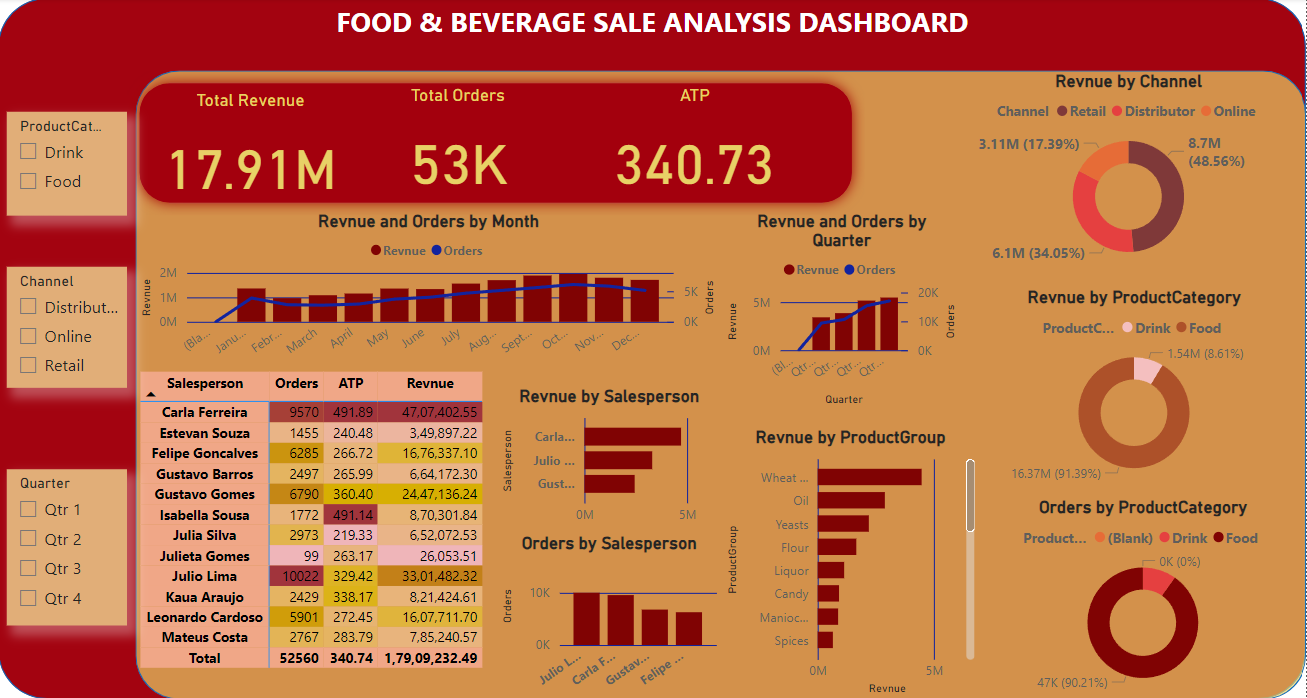 FOOD & BEVERAGE SALE ANALYSIS DASHBOARD
ProductCat...
Drink
Food
Channel
Distribut...
Online
Retail
Quarter
Qtr 1
Qtr 2
Qtr 3
Qtr 4
Total Revenue
17.91M
Total Orders
53K
ATP
340.73
Revnue and Orders by Month
Revnue Orders
Revnue
2M
1M
0M
5K
0K
Orders
(Bla... Janu... Febr... March April May June July Aug... Sept... Oct... Nov... Dec...
Revnue and Orders by
Quarter
Revnue Orders
Revnue
5M
0M
20K
10K
0K
Orders
(Bl... Qtr... Qtr... Qtr... Qtr...
Quarter
Revnue by Channel
Channel Retail Distributor Online
3.11M (17.39%)
8.7M
(48.56%)
6.1M (34.05%)
Revnue by ProductCategory
ProductC... Drink Food
1.54M (8.61%)
16.37M (91.39%)
Orders by ProductCategory
Product... (Blank) Drink Food
0K (0%)
47K (90.21%)
Salesperson Orders ATP Revnue
Carla Ferreira 9570 491.89 47,07,402.55
Estevan Souza 1455 240.48 3,49,897.22
Felipe Goncalves 6285 266.72 16,76,337.10
Gustavo Barros 2497 265.99 6,64,172.30
Gustavo Gomes 6790 360.40 24,47,136.24
Isabella Sousa 1772 491.14 8,70,301.84
Julia Silva 2973 219.33 6,52,072.53
Julieta Gomes 99 263.17 26,053.51
Julio Lima 10022 329.42 33,01,482.32
Kaua Araujo 2429 338.17 8,21,424.61
Leonardo Cardoso 5901 272.45 16,07,711.70
Mateus Costa 2767 283.79 7,85,240.57
Total 52560 340.74 1,79,09,232.49
Revnue by Salesperson
Salesperson
Carla...
Julio ...
Gust...
0M 5M
Orders by Salesperson
Orders
10K
0K
Julio L... Carla F... Gustav... Felipe ...
Revnue by ProductGroup
ProductGroup
Wheat ...
Oil
Yeasts
Flour
Liquor
Candy
Manioc...
Spices
0M 5M
Revnue